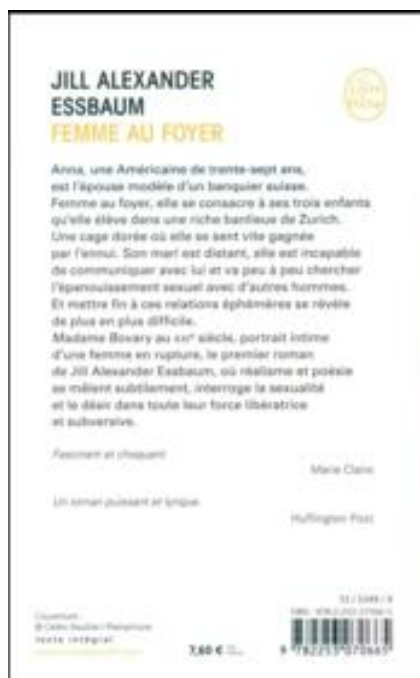 JILL ALEXANDER
ESSBAUM
FEMME AU FOYER
Anna, une Américaine de trente-sept ans,
est l'épouse modèle d'un banquier suisse.
Femme au foyer, elle se consacre à ses trois enfants
qu'elle élève dans une riche banlieue de Zurich.
Une cage dorée où elle se sent vite gagnée
par l'ennui. Son mari est distant, elle est incapable
de communiquer avec lui et va peu à peu chercher
l'épanouissement sexuel avec d'autres hommes.
Et mettre fin à ces relations éphémères se révèle
de plus en plus difficile.
Madame Bovary au XXIe siècle, portrait intime
d'une femme en rupture, le premier roman
de Jill Alexander Essbaum, où réalisme et poésie
se mêlent subtilement, interroge la sexualité
et le désir dans toute leur force libératrice
et subversive.
Fascinant et choquant
Marie Claire
Un roman puissant et lyrique
Huffington Post
Couverture :
texte intégral
7,60 €
9 782253 070665